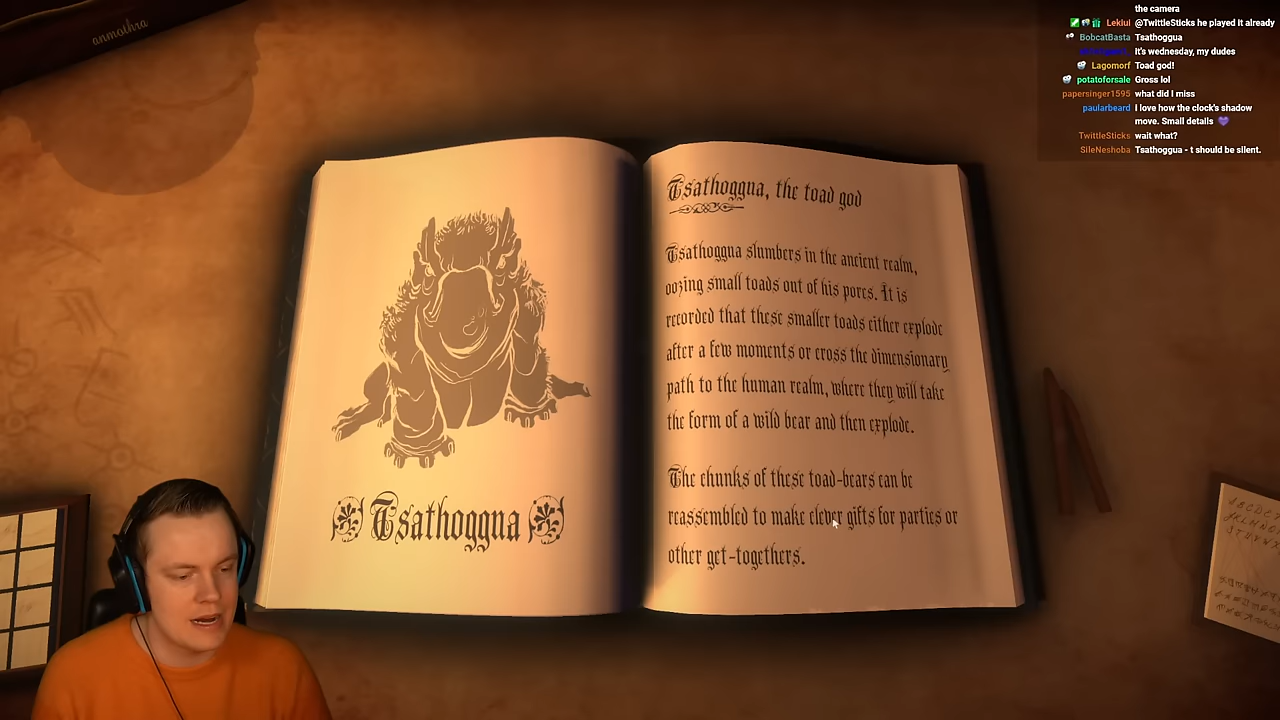 anmothra
the camera
Lekiul @TwittleSticks he played it already
BobcatBasta Tsathoggua
It's wednesday, my dudes
Lagomorf Toad god!
potatoforsale Gross lol
papersinger1595 what did I miss
paularbeard I love how the clock's shadow
move. Small details 💜
TwittleSticks wait what?
SileNeshoba Tsathoggua - t should be silent.
Tsathoggua
Tsathoggua, the toad god
Tsathoggua slumbers in the ancient realm,
oozing small toads out of his pores. It is
recorded that these smaller toads either explode
after a few moments or cross the dimensionary
path to the human realm, where they will take
the form of a wild bear and then explode.
The chunks of these toad-bears can be
reassembled to make clever gifts for parties or
other get-togethers.